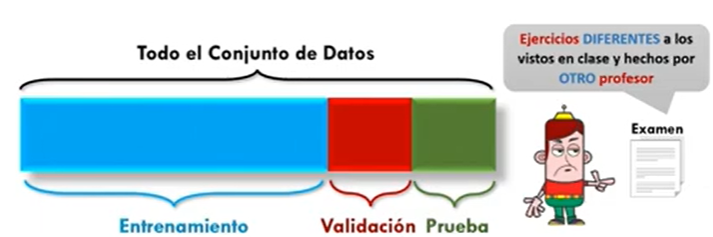 Todo el Conjunto de Datos
Ejercicios DIFERENTES a los
vistos en clase y hechos por
OTRO profesor
Examen
Entrenamiento
Validación
Prueba